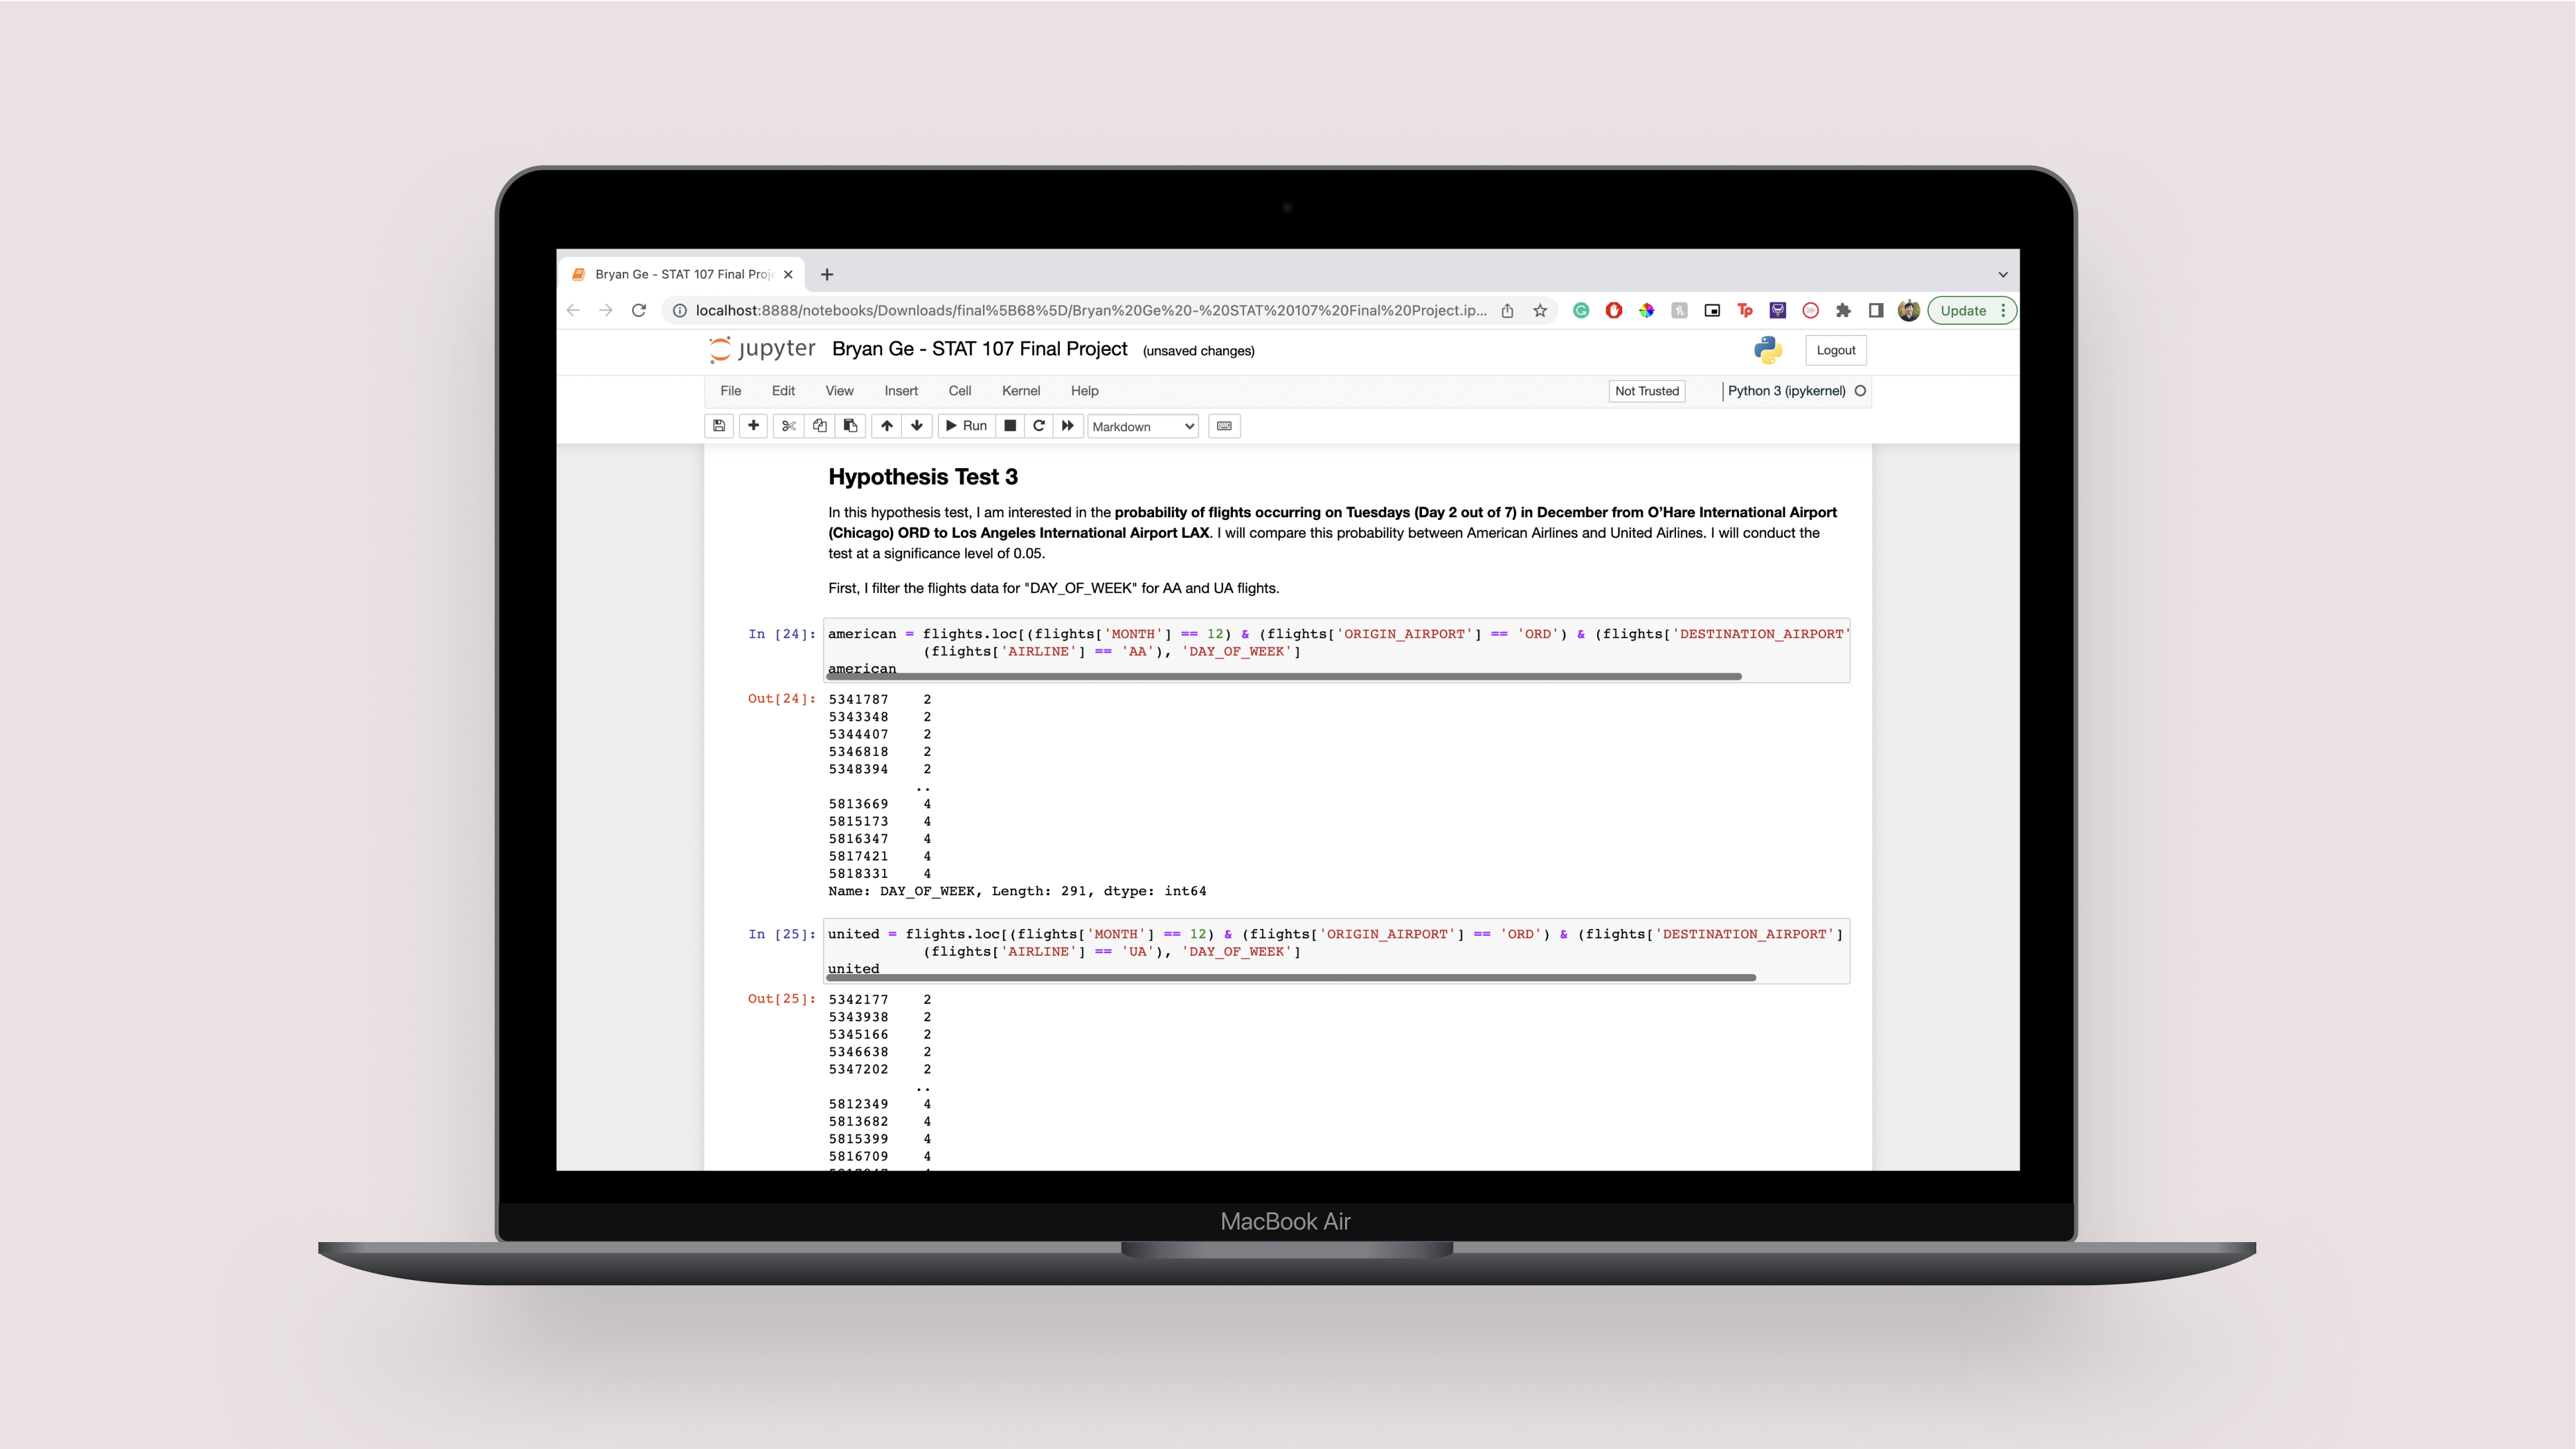 Bryan Ge - STAT 107 Final Proj
localhost:8888/notebooks/Downloads/final%5B68%5D/Bryan%20Ge%20-%20STAT%20107%20Final%20Project.ip...
Update
jupyter Bryan Ge - STAT 107 Final Project (unsaved changes)
Logout
File Edit View Insert Cell Kernel Help
Not Trusted
Python 3 (ipykernel)
Run
Markdown
Hypothesis Test 3
In this hypothesis test, I am interested in the probability of flights occurring on Tuesdays (Day 2 out of 7) in December from O'Hare International Airport
(Chicago) ORD to Los Angeles International Airport LAX. I will compare this probability between American Airlines and United Airlines. I will conduct the
test at a significance level of 0.05.
First, I filter the flights data for "DAY_OF_WEEK" for AA and UA flights.
In [24]: american = flights.loc[(flights['MONTH'] == 12) & (flights['ORIGIN_AIRPORT'] == 'ORD') & (flights['DESTINATION_AIRPORT'
(flights['AIRLINE'] == 'AA'), 'DAY_OF_WEEK']
american
Out[24]: 5341787 2
5343348 2
5344407 2
5346818 2
5348394 2
..
5813669 4
5815173 4
5816347 4
5817421 4
5818331 4
Name: DAY_OF_WEEK, Length: 291, dtype: int64
In [25]: united = flights.loc[(flights['MONTH'] == 12) & (flights['ORIGIN_AIRPORT'] == 'ORD') & (flights['DESTINATION_AIRPORT']
(flights['AIRLINE'] == 'UA'), 'DAY_OF_WEEK']
united
Out[25]: 5342177 2
5343938 2
5345166 2
5346638 2
5347202 2
..
5812349 4
5813682 4
5815399 4
5816709 4
MacBook Air